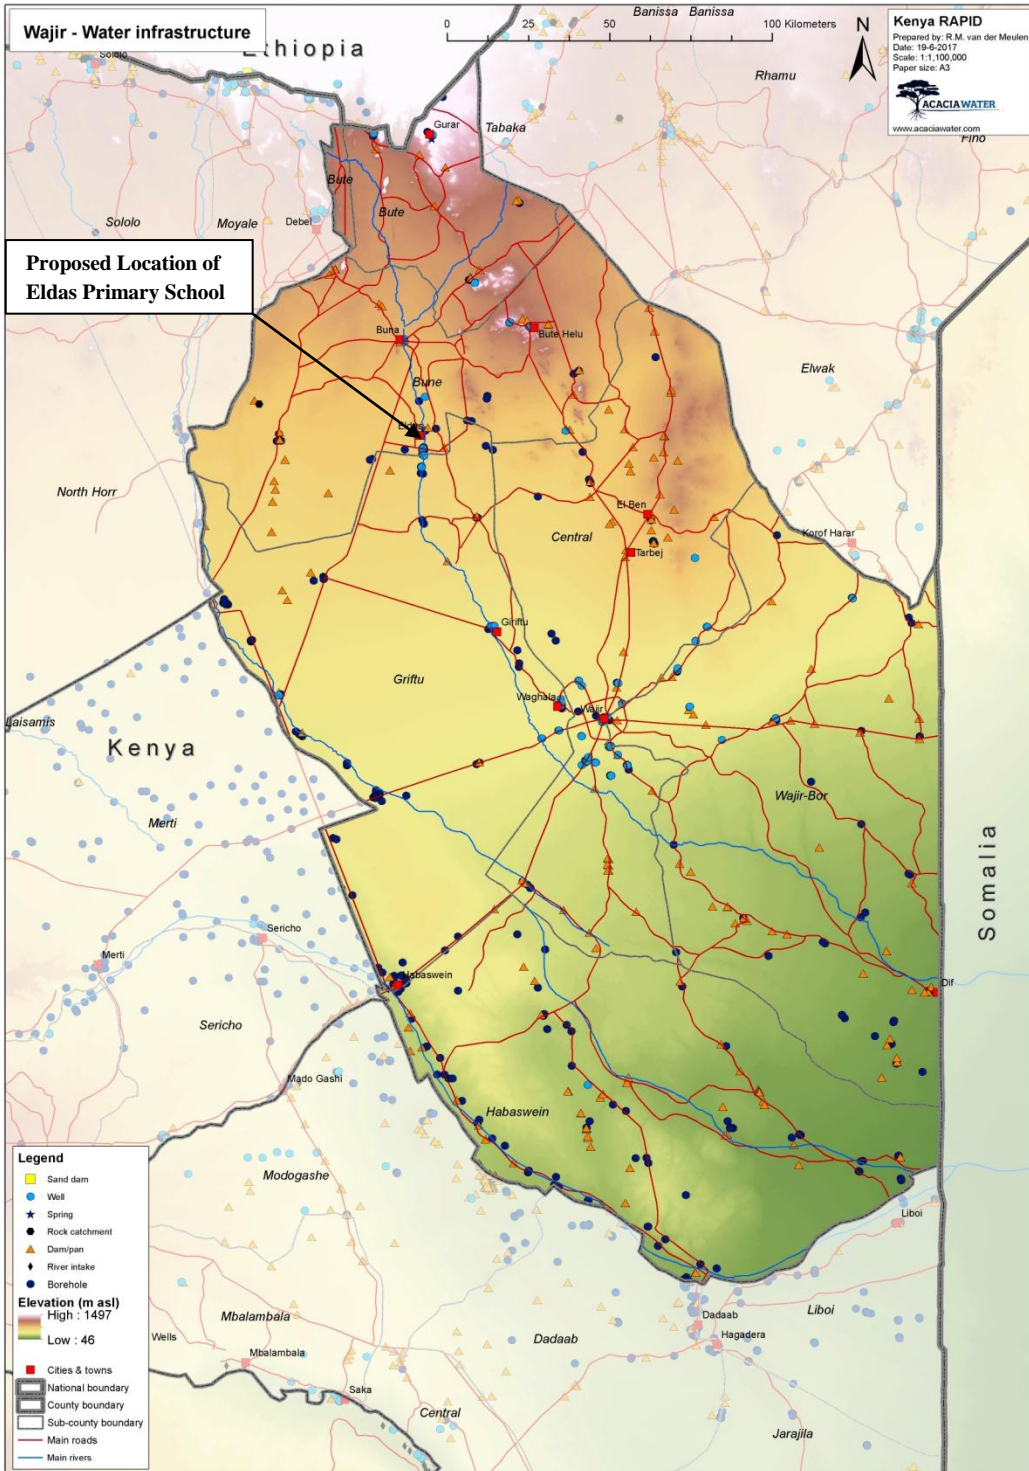 Wajir - Water infrastructure
0 25 50 100 Kilometers
N
Kenya RAPID
Prepared by: R.M. van der Meulen
Date: 19-6-2017
Scale: 1:1,100,000
Paper size: A3
ACACIAWATER
www.acaciawater.com
Banissa Banissa
Ethiopia
Sololo
Rhamu
Fino
Gurar
Tabaka
Bute
Bute
Sololo
Moyale
Debel
Proposed Location of
Eldas Primary School
Buna
Bute Helu
Bune
Elwak
Eldas
North Horr
El Ben
Central
Tarbej
Korof Harar
Giriftu
Griftu
Waghala
Wajir
Laisamis
Kenya
Wajir-Bor
Merti
Somalia
Sericho
Merti
Habaswein
Dif
Sericho
Mado Gashi
Habaswein
Modogashe
Liboi
Legend
Sand dam
Well
Spring
Rock catchment
Dam/pan
River intake
Borehole
Elevation (m asl)
High : 1497
Low : 46
Cities & towns
National boundary
County boundary
Sub-county boundary
Main roads
Main rivers
Mbalambala
Wells
Mbalambala
Saka
Central
Dadaab
Dadaab
Hagadera
Liboi
Jarajila